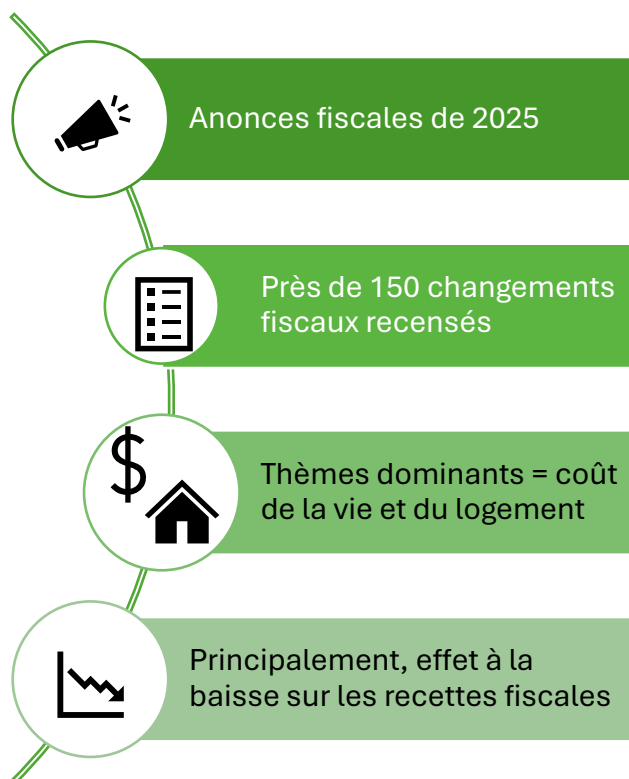 Anonces fiscales de 2025
Près de 150 changements
fiscaux recensés
$
Thèmes dominants = coût
de la vie et du logement
Principalement, effet à la
baisse sur les recettes fiscales